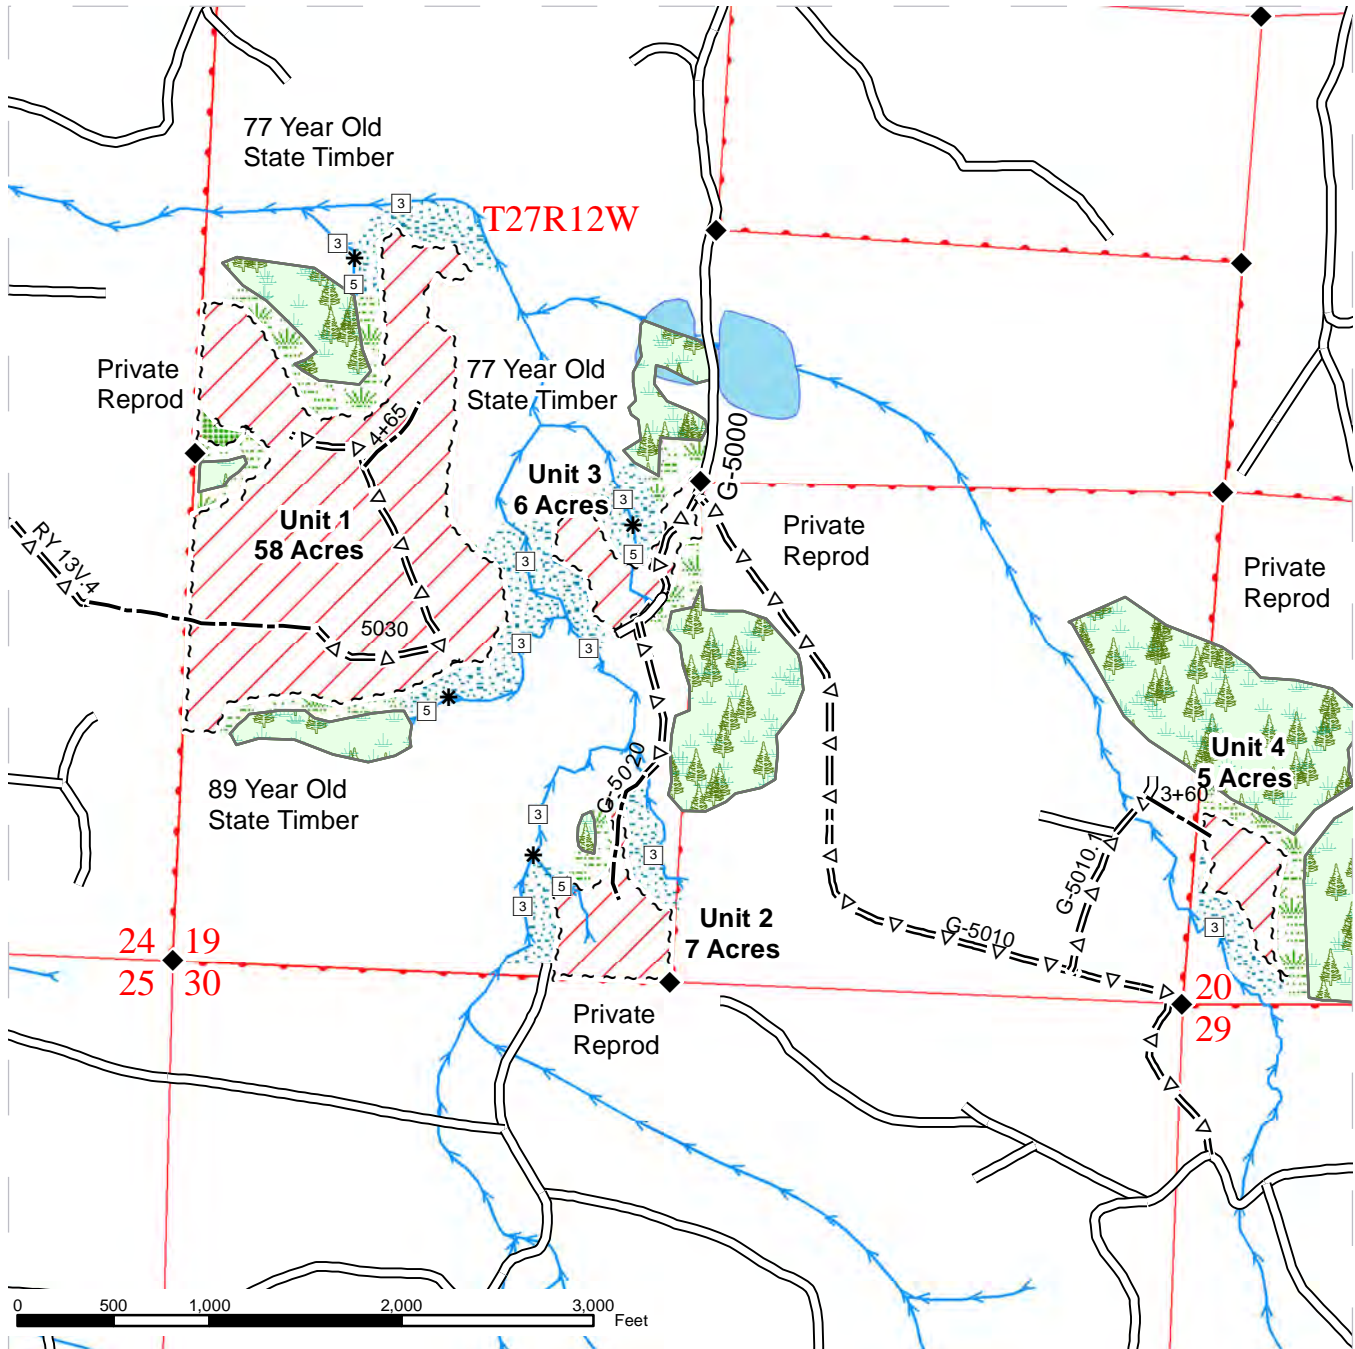 77 Year Old
State Timber
3
T27R12W
3
5
Private
Reprod
77 Year Old
State Timber
4+65
G-5000
Unit 3
6 Acres
3
Unit 1
58 Acres
Private
Reprod
RY 13V.4
3
5
Private
Reprod
5030
3
3
5
Unit 4
5 Acres
G-5020
89 Year Old
State Timber
3+60
3
3
G-5010.1
5
3
Unit 2
7 Acres
3
G-5010
24
19
25
30
20
29
Private
Reprod
0
500
1,000
2,000
3,000
Feet